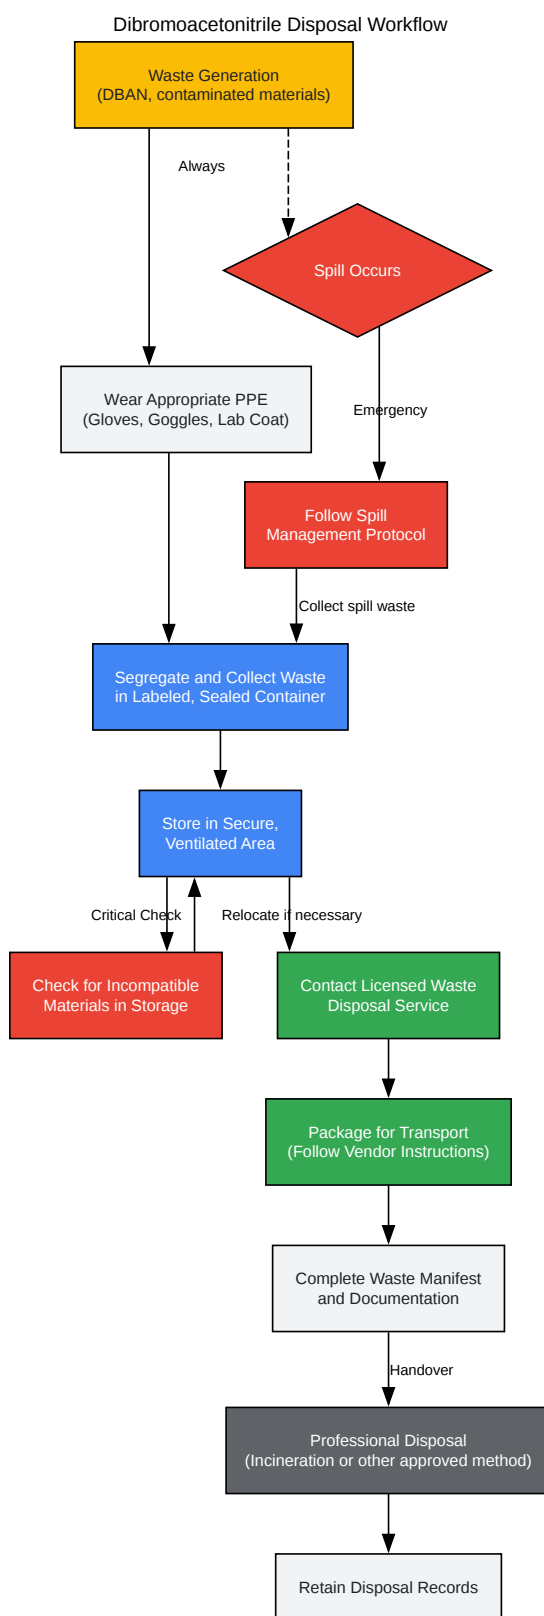 Dibromoacetonitrile Disposal Workflow
Waste Generation
(DBAN, contaminated materials)
Always
Spill Occurs
Wear Appropriate PPE
(Gloves, Goggles, Lab Coat)
Emergency
Follow Spill
Management Protocol
Collect spill waste
Segregate and Collect Waste
in Labeled, Sealed Container
Store in Secure,
Ventilated Area
Critical Check
Relocate if necessary
Check for Incompatible
Materials in Storage
Contact Licensed Waste
Disposal Service
Package for Transport
(Follow Vendor Instructions)
Complete Waste Manifest
and Documentation
Handover
Professional Disposal
(Incineration or other approved method)
Retain Disposal Records